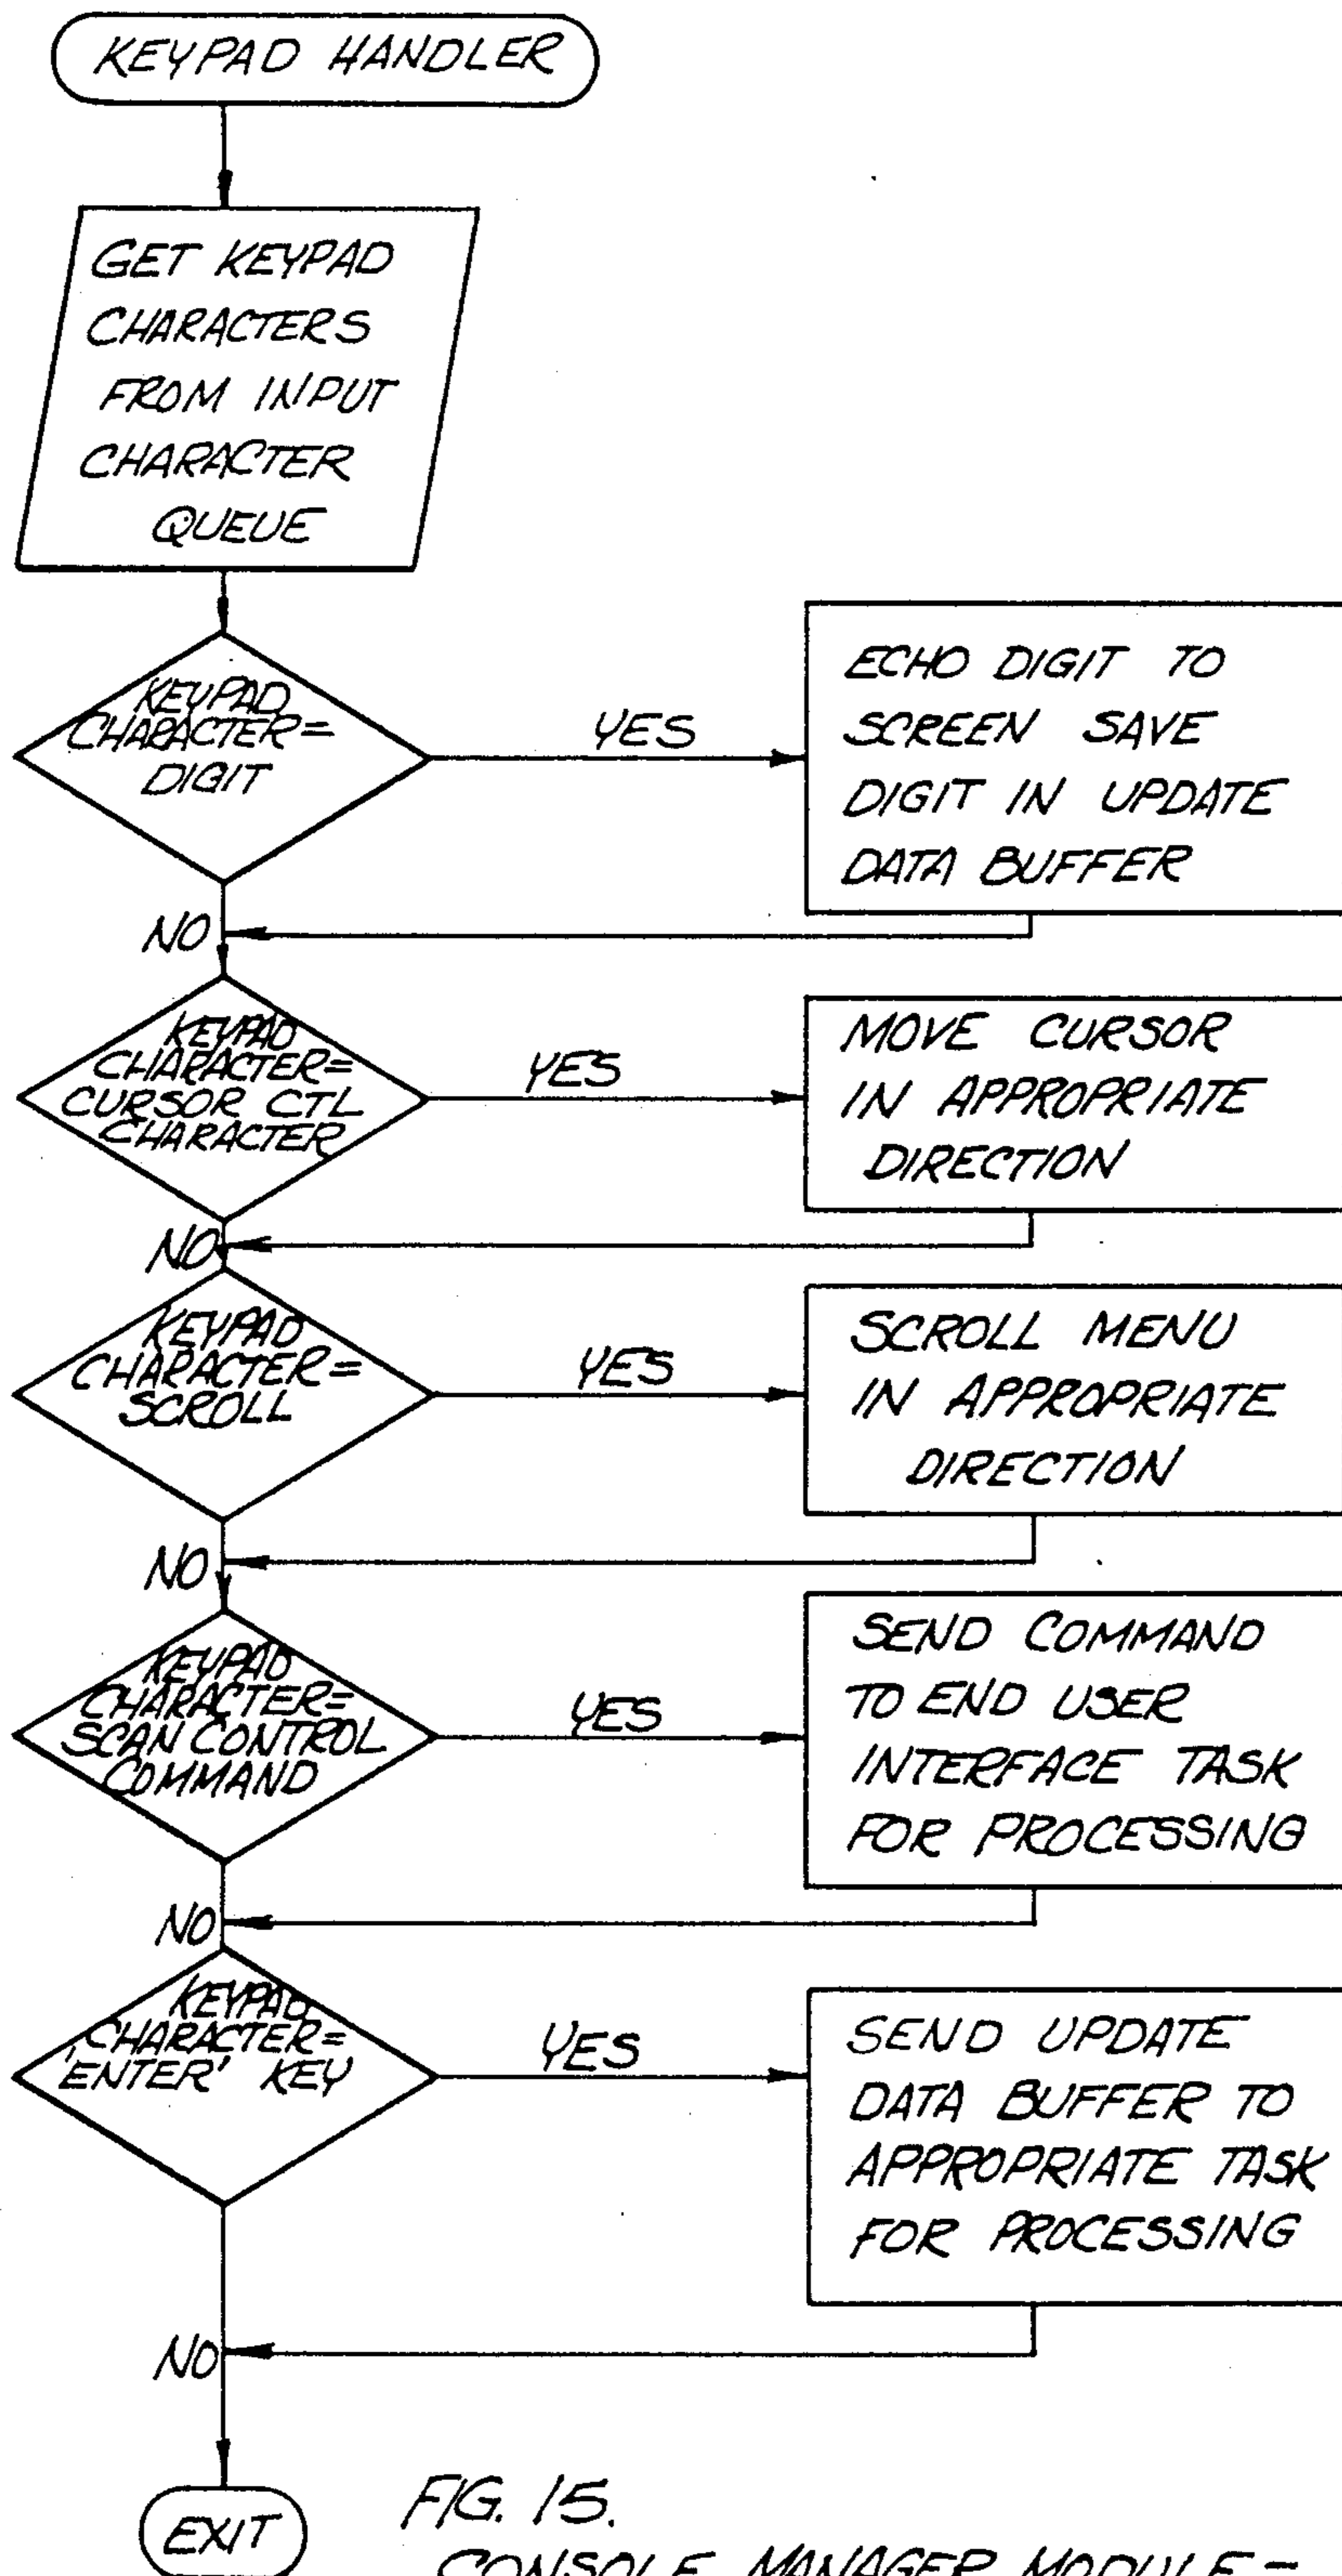 KEYPAD HANDLER
GET KEYPAD
CHARACTERS
FROM INPUT
CHARACTER
QUEUE
KEYPAD
CHARACTER=
DIGIT
YES
ECHO DIGIT TO
SCREEN SAVE
DIGIT IN UPDATE
DATA BUFFER
NO
KEYPAD
CHARACTER=
CURSOR CTL
CHARACTER
YES
MOVE CURSOR
IN APPROPRIATE
DIRECTION
NO
KEYPAD
CHARACTER=
SCROLL
YES
SCROLL MENU
IN APPROPRIATE
DIRECTION
NO
KEYPAD
CHARACTER=
SCAN CONTROL
COMMAND
YES
SEND COMMAND
TO END USER
INTERFACE TASK
FOR PROCESSING
NO
KEYPAD
CHARACTER=
'ENTER' KEY
YES
SEND UPDATE
DATA BUFFER TO
APPROPRIATE TASK
FOR PROCESSING
NO
EXIT
FIG. 15.
CONSOLE MANAGER MODULE-